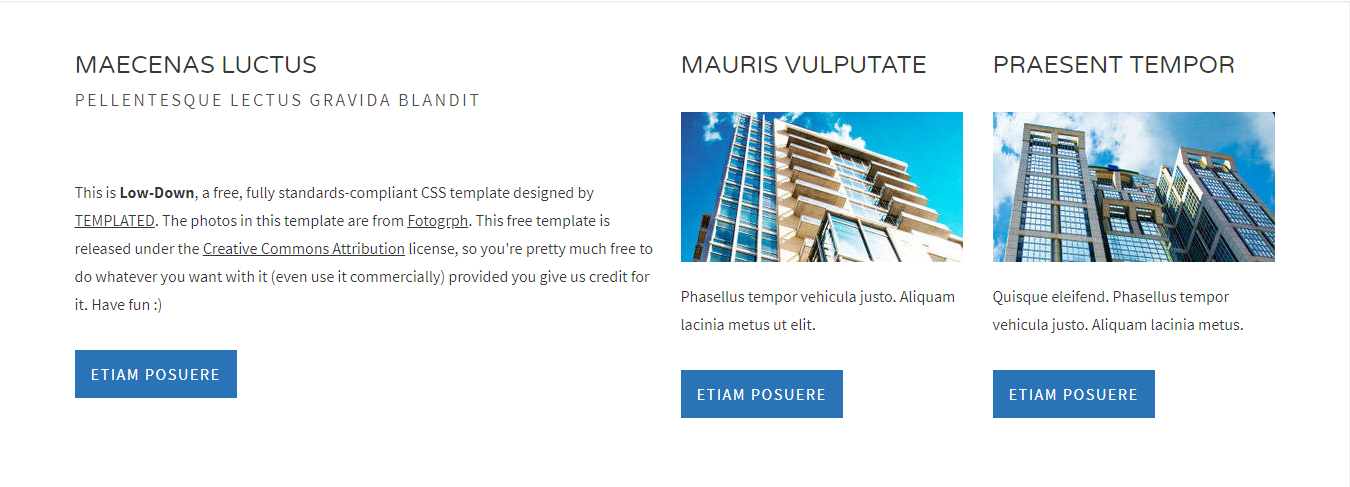 MAECENAS LUCTUS
PELLENTESQUE LECTUS GRAVIDA BLANDIT
This is Low-Down, a free, fully standards-compliant CSS template designed by
TEMPLATED. The photos in this template are from Fotogrph. This free template is
released under the Creative Commons Attribution license, so you're pretty much free to
do whatever you want with it (even use it commercially) provided you give us credit for
it. Have fun :)
ETIAM POSUERE
MAURIS VULPUTATE
Phasellus tempor vehicula justo. Aliquam
lacinia metus ut elit.
ETIAM POSUERE
PRAESENT TEMPOR
Quisque eleifend. Phasellus tempor
vehicula justo. Aliquam lacinia metus.
ETIAM POSUERE